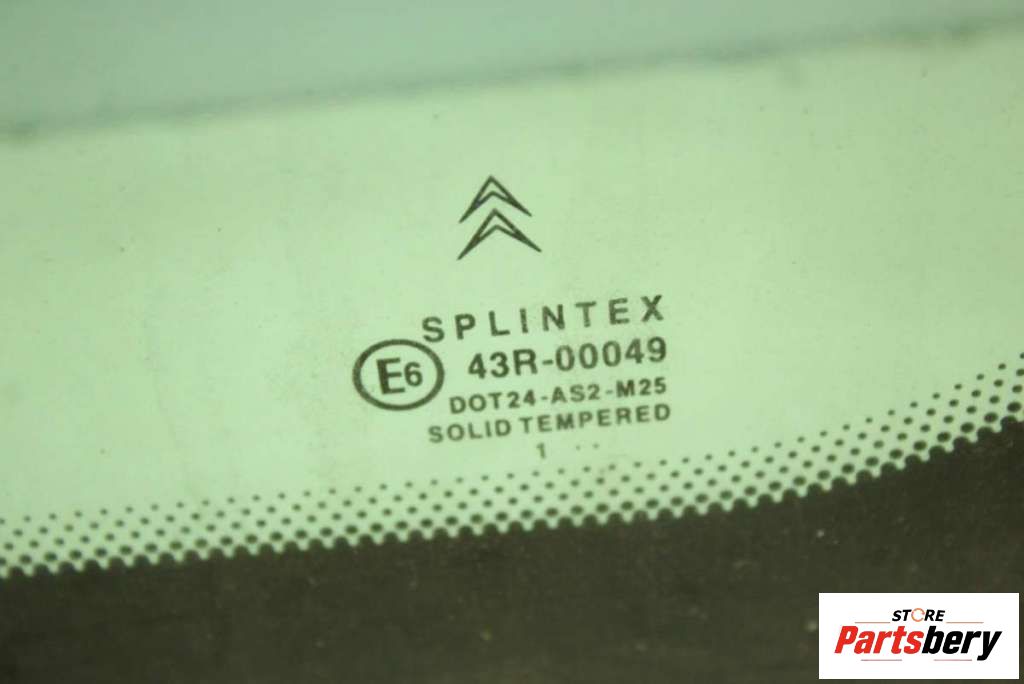 SPLINTEX
E6 43R-00049
DOT24-AS2-M25
SOLID TEMPERED
1 ..
STORE
Partsbery